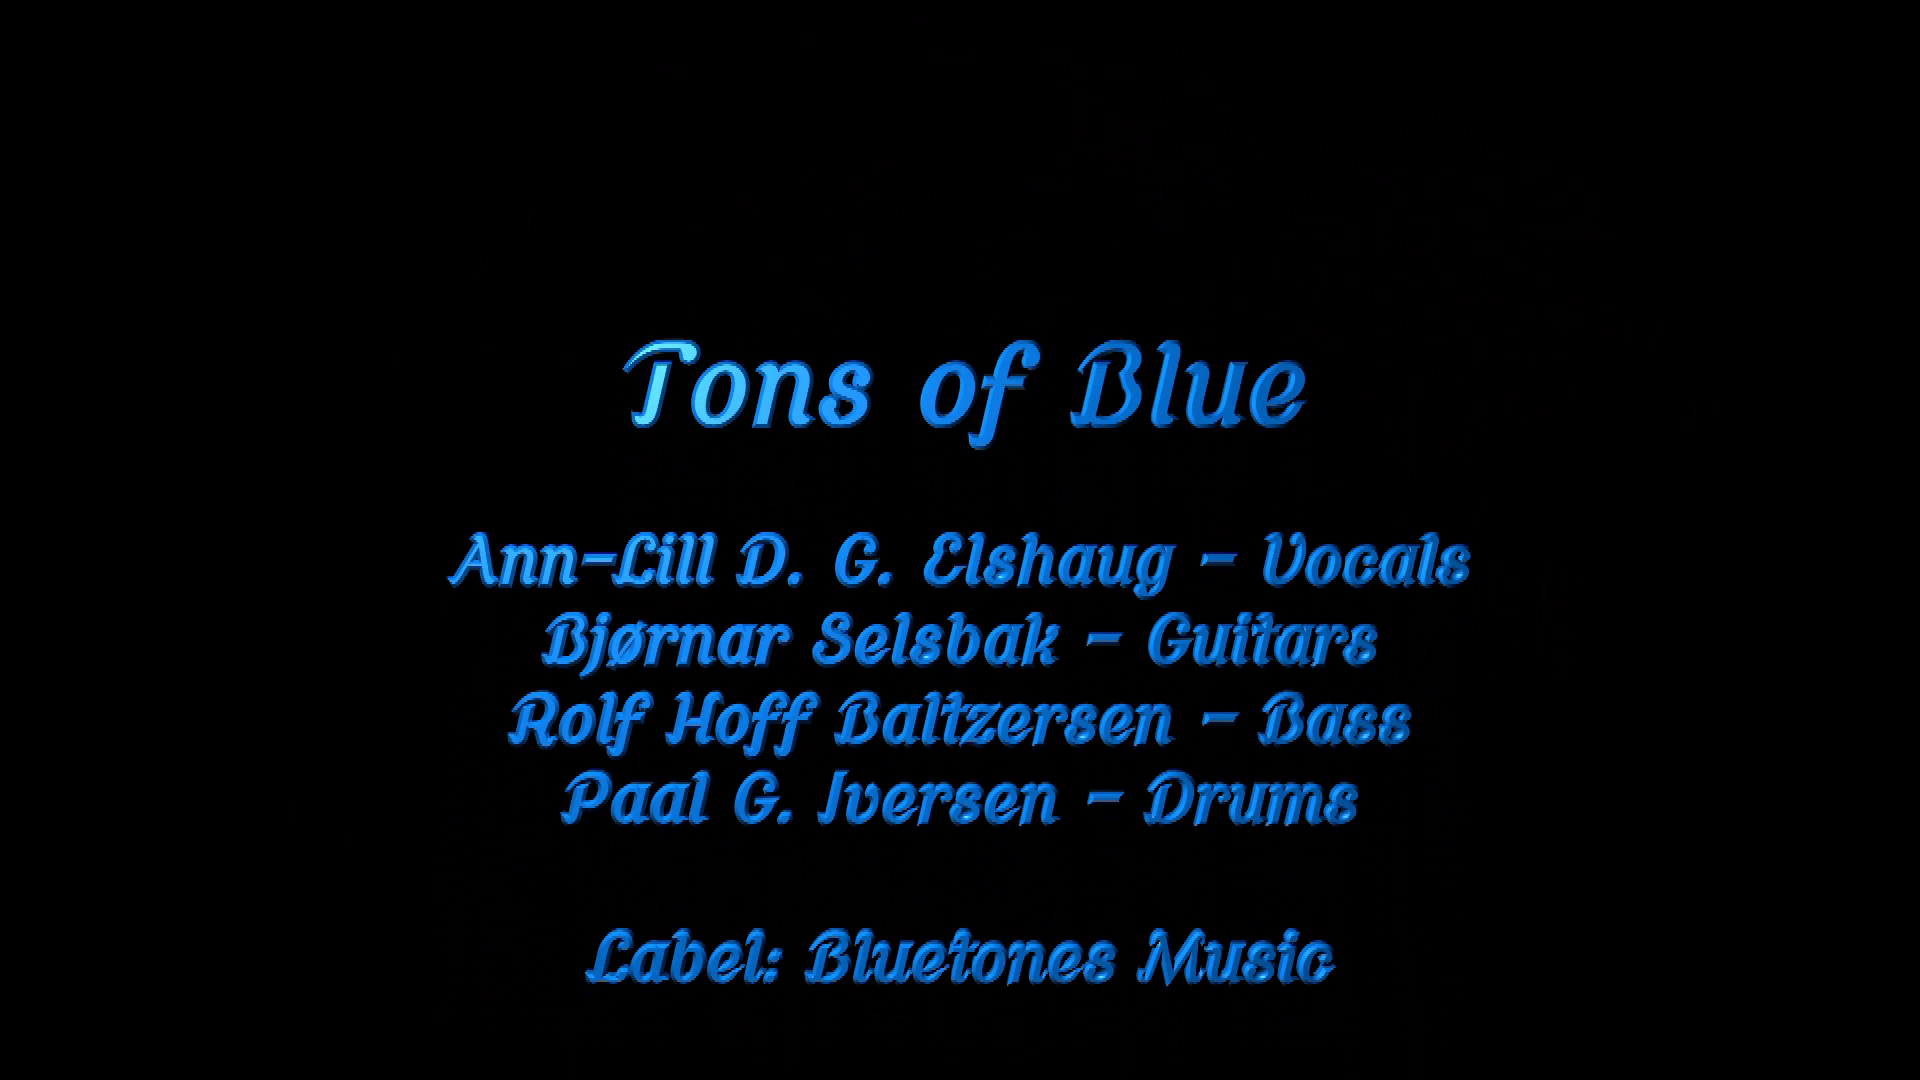 Tons of Blue
Ann-Lill D. G. Elshaug - Vocals
Bjørnar Selsbak - Guitars
Rolf Hoff Baltzersen - Bass
Paal G. Iversen - Drums
Label: Bluetones Music